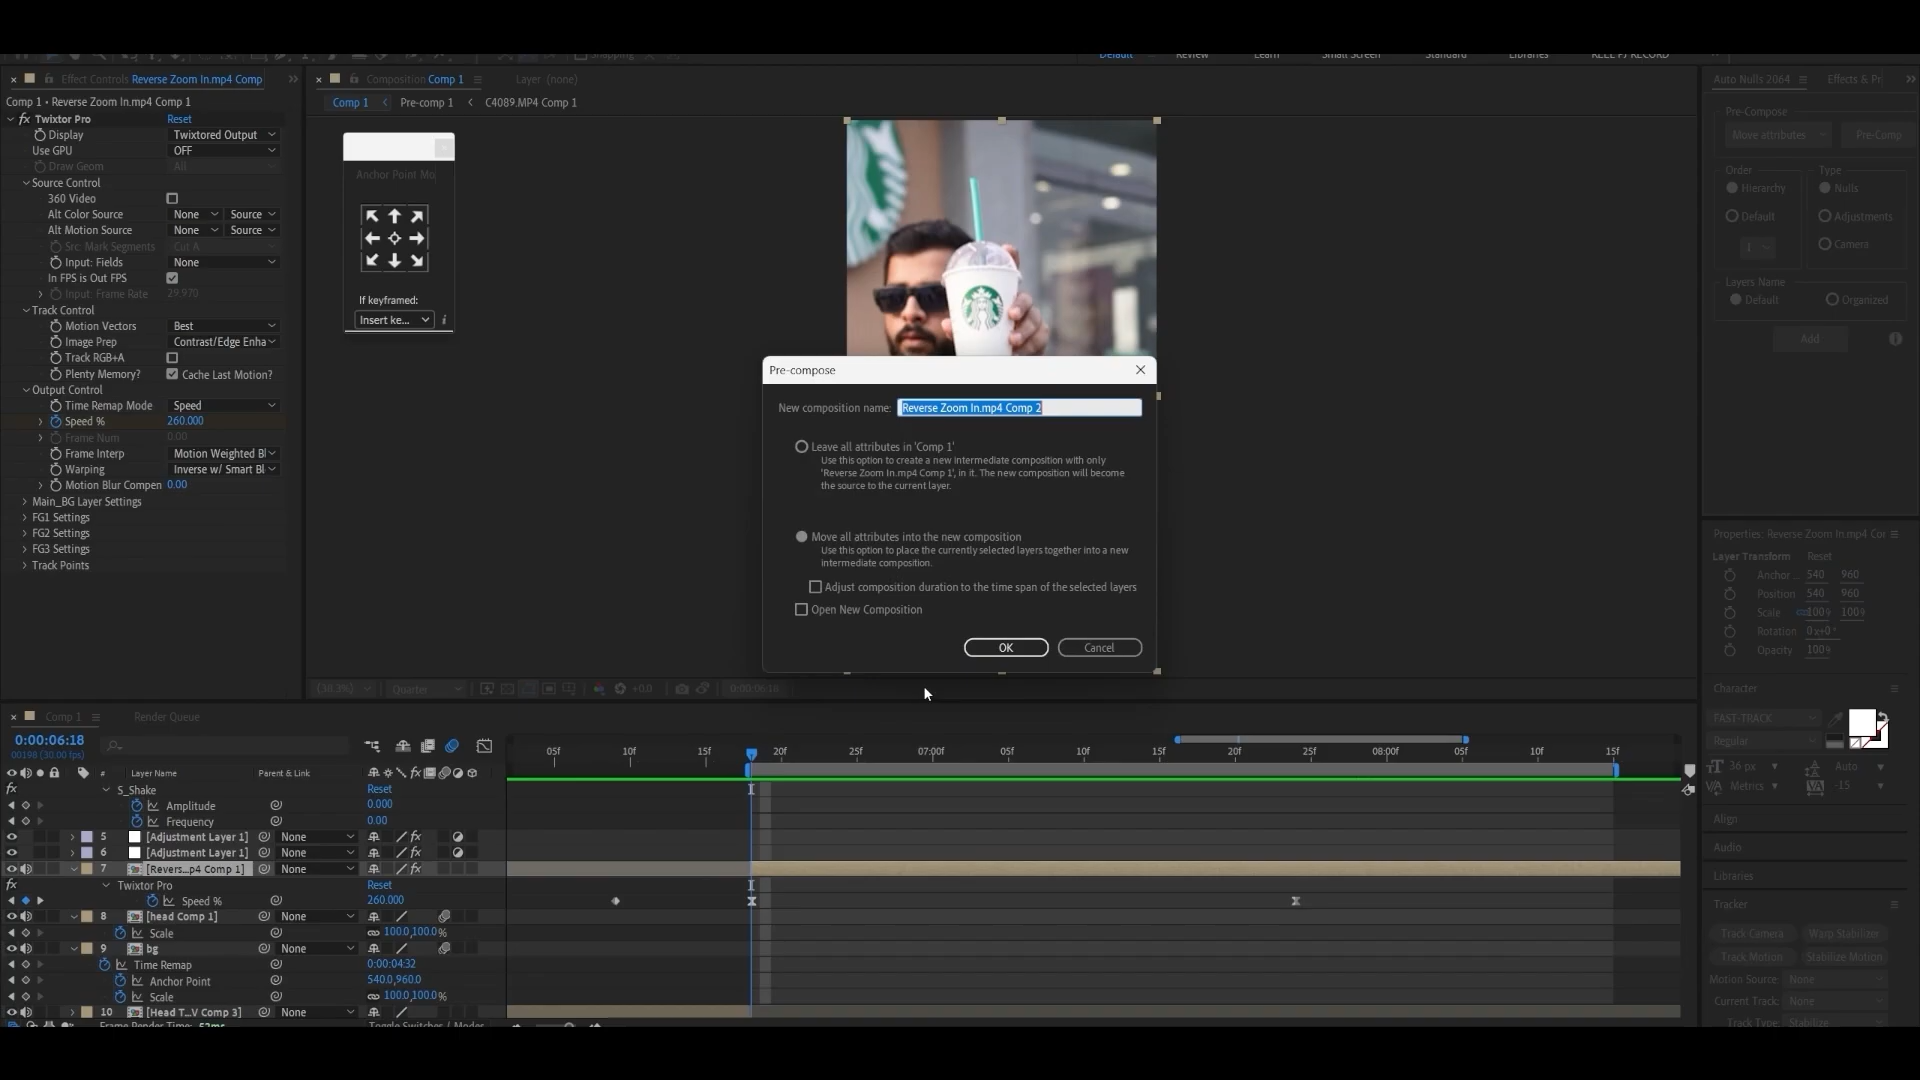 Default Review Learn Small Screen Standard Libraries
Effect Controls Reverse Zoom In.mp4 Comp
Composition Comp 1
Layer (none)
Auto Nulls 2064
Effects & Pr
Comp 1 • Reverse Zoom In.mp4 Comp 1
Comp 1
Pre-comp 1
C4089.MP4 Comp 1
fx Twixtor Pro Reset
Display Twixtored Output
Use GPU OFF
Draw Geom All
Source Control
360 Video
Alt Color Source None Source
Alt Motion Source None Source
Src: Mark Segments Cut A
Input: Fields None
In FPS is Out FPS
Input: Frame Rate 29.970
Track Control
Motion Vectors Best
Image Prep Contrast/Edge Enha
Track RGB+A
Plenty Memory? Cache Last Motion?
Output Control
Time Remap Mode Speed
Speed % 260.000
Frame Num 0.00
Frame Interp Motion Weighted Bl
Warping Inverse w/ Smart Bl
Motion Blur Compen 0.00
Main_BG Layer Settings
FG1 Settings
FG2 Settings
FG3 Settings
Track Points
Anchor Point Mo
If keyframed:
Insert ke... i
Pre-compose
New composition name: Reverse Zoom In.mp4 Comp 2
Leave all attributes in 'Comp 1'
Use this option to create a new intermediate composition with only
'Reverse Zoom In.mp4 Comp 1', in it. The new composition will become
the source to the current layer.
Move all attributes into the new composition
Use this option to place the currently selected layers together into a new
intermediate composition.
Adjust composition duration to the time span of the selected layers
Open New Composition
OK
Cancel
(38.3%) Quarter +0.0 0:00:06:18
Pre-Compose
Move attributes Pre-Comp
Order Type
Hierarchy Nulls
Default Adjustments
Camera
Layers Name
Default Organized
Add
Properties: Reverse Zoom In.mp4 Cor
Layer Transform Reset
Anchor ... 540 960
Position 540 960
Scale 100% 100%
Rotation 0x+0°
Opacity 100%
Character
FAST-TRACK
Regular
36 px Auto
Metrics -15
Align
Audio
Libraries
Tracker
Track Camera Warp Stabilizer
Track Motion Stabilize Motion
Motion Source: None
Current Track: None
Track Type: Stabilize
Comp 1
Render Queue
0:00:06:18
00198 (30.00 fps)
05f 10f 15f 20f 25f 07:00f 05f 10f 15f 20f 25f 08:00f 05f 10f 15f
# Layer Name Parent & Link
fx S_Shake Reset
Amplitude 0.000
Frequency 0.00
5 [Adjustment Layer 1] None fx
6 [Adjustment Layer 1] None fx
7 [Revers...p4 Comp 1] None fx
fx Twixtor Pro Reset
Speed % 260.000
8 [head Comp 1] None
Scale 100.0,100.0%
9 bg None
Time Remap 0:00:04:32
Anchor Point 540.0,960.0
Scale 100.0,100.0%
10 [Head T...V Comp 3] None
Frame Render Time: 52ms
Toggle Switches / Modes